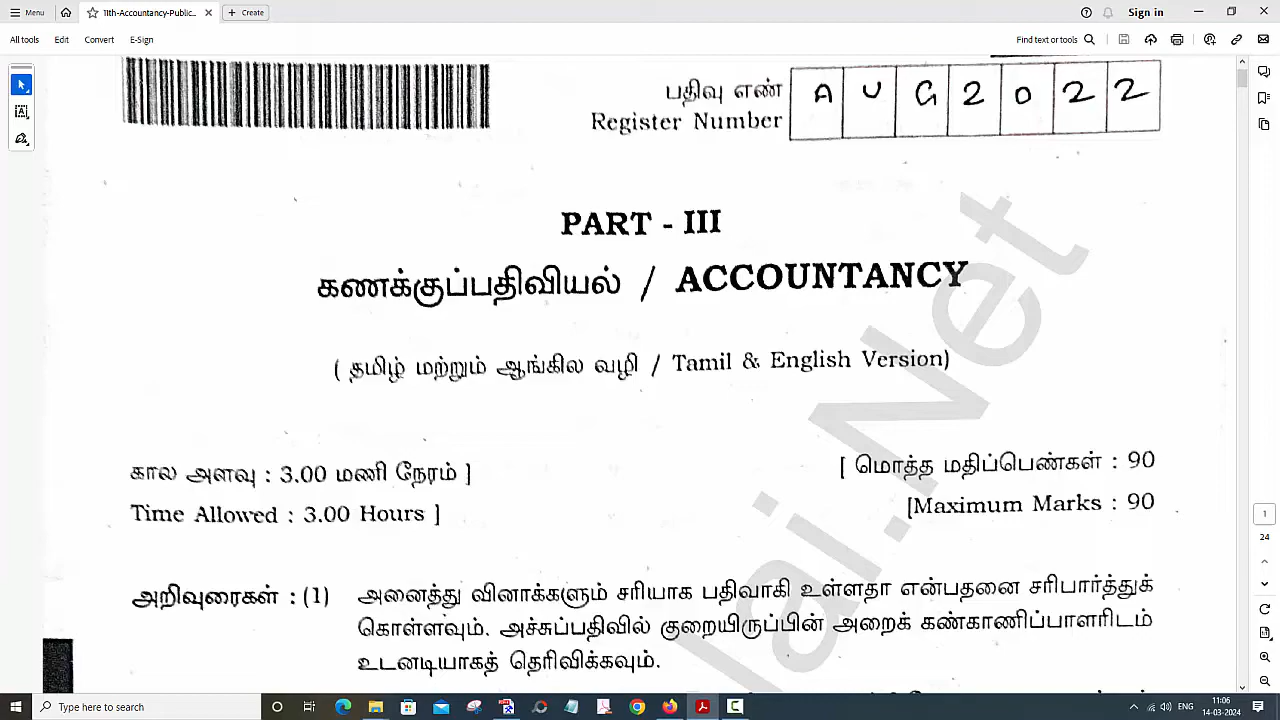 Menu
11th-Accountancy-Public...
Create
Sign in
All tools Edit Convert E-Sign
Find text or tools
பதிவு எண்
Register Number
A U G 2 0 2 2
PART - III
கணக்குப்பதிவியல் / ACCOUNTANCY
( தமிழ் மற்றும் ஆங்கில வழி / Tamil & English Version)
கால அளவு : 3.00 மணி நேரம் ]
[ மொத்த மதிப்பெண்கள் : 90
Time Allowed : 3.00 Hours ]
[Maximum Marks : 90
அறிவுரைகள் : (1) அனைத்து வினாக்களும் சரியாக பதிவாகி உள்ளதா என்பதனை சரிபார்த்துக்
கொள்ளவும். அச்சுப்பதிவில் குறையிருப்பின் அறைக் கண்காணிப்பாளரிடம்
உடனடியாகத் தெரிவிக்கவும்.
lai.Net
1
24
Type here to search
ENG
11:06
14-03-2024